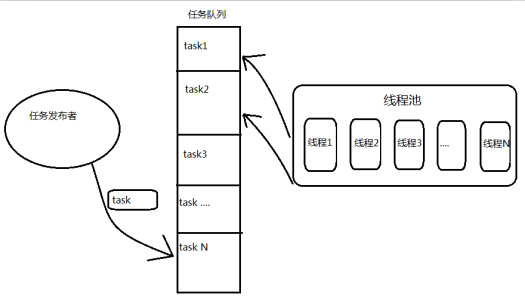 任务队列
task1
task2
task3
task ....
task N
任务发布者
task
线程池
线程1
线程2
线程3
....
线程N